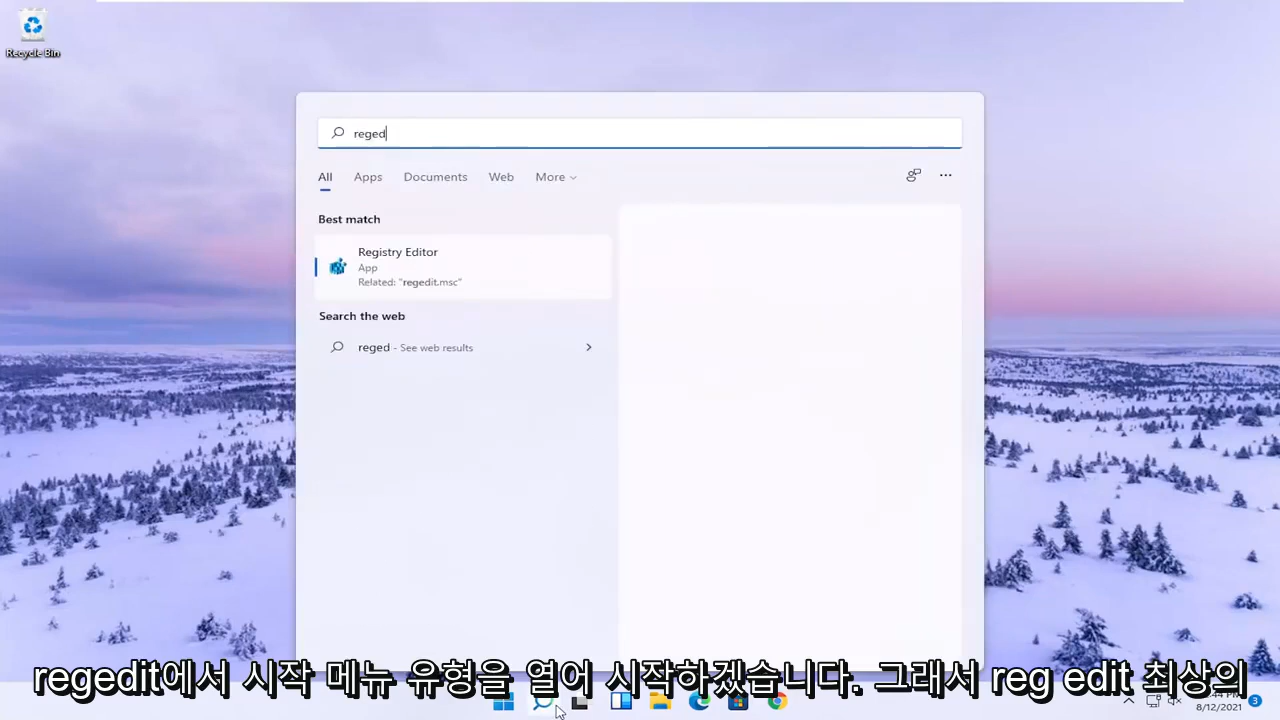 Recycle Bin
reged
All
Apps
Documents
Web
More
Best match
Registry Editor
App
Related: "regedit.msc"
Search the web
reged - See web results
regedit에서 시작 메뉴 유형을 열어 시작하겠습니다. 그래서 reg edit 최상의
8/12/2021
3